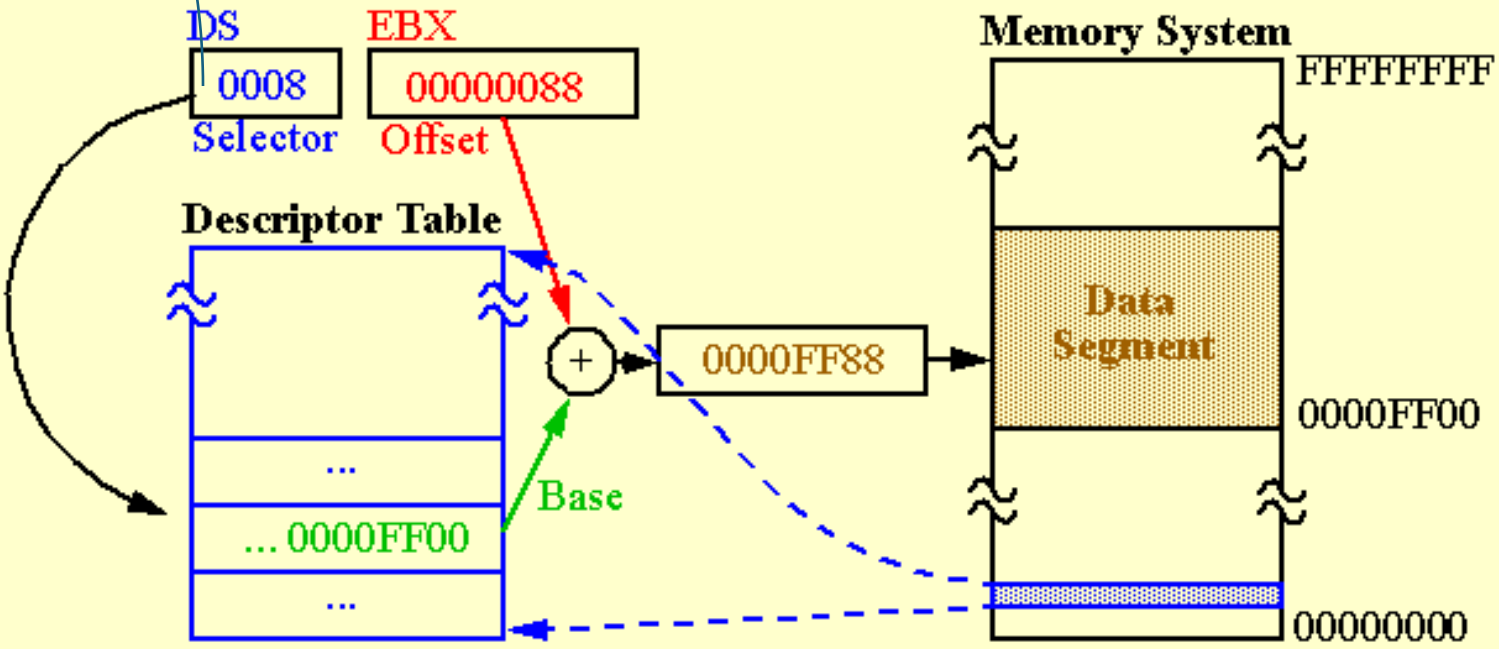 DS
EBX
0008
00000088
Selector
Offset
Memory System
FFFFFFFF
Descriptor Table
Data
Segment
+
0000FF88
0000FF00
...
Base
... 0000FF00
...
00000000